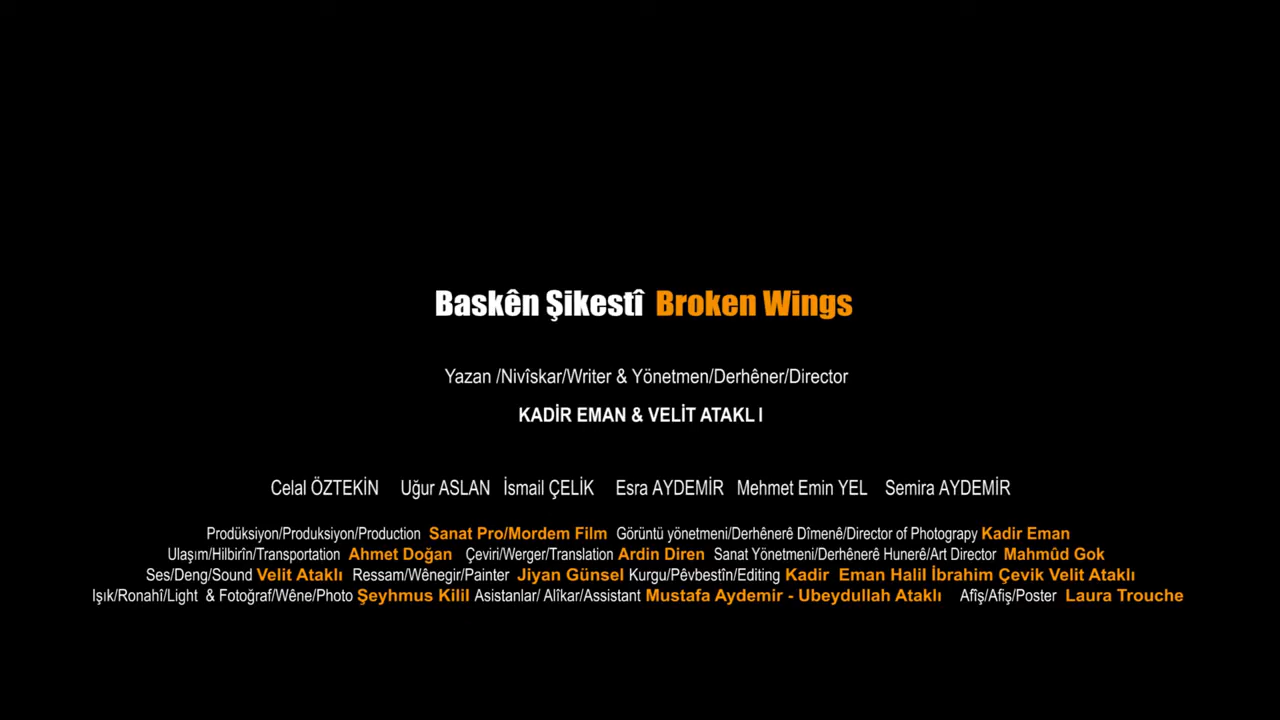 Baskên Şikestî Broken Wings
Yazan /Nivîskar/Writer & Yönetmen/Derhêner/Director
KADİR EMAN & VELİT ATAKL I
Celal ÖZTEKİN Uğur ASLAN İsmail ÇELİK Esra AYDEMİR Mehmet Emin YEL Semira AYDEMİR
Prodüksiyon/Produksiyon/Production Sanat Pro/Mordem Film Görüntü yönetmeni/Derhênerê Dîmenê/Director of Photograpy Kadir Eman
Ulaşım/Hilbirîn/Transportation Ahmet Doğan Çeviri/Werger/Translation Ardin Diren Sanat Yönetmeni/Derhênerê Hunerê/Art Director Mahmûd Gok
Ses/Deng/Sound Velit Ataklı Ressam/Wênegir/Painter Jiyan Günsel Kurgu/Pêvbestîn/Editing Kadir Eman Halil İbrahim Çevik Velit Ataklı
Işık/Ronahî/Light & Fotoğraf/Wêne/Photo Şeyhmus Kilil Asistanlar/ Alîkar/Assistant Mustafa Aydemir - Ubeydullah Ataklı Afîş/Afiş/Poster Laura Trouche